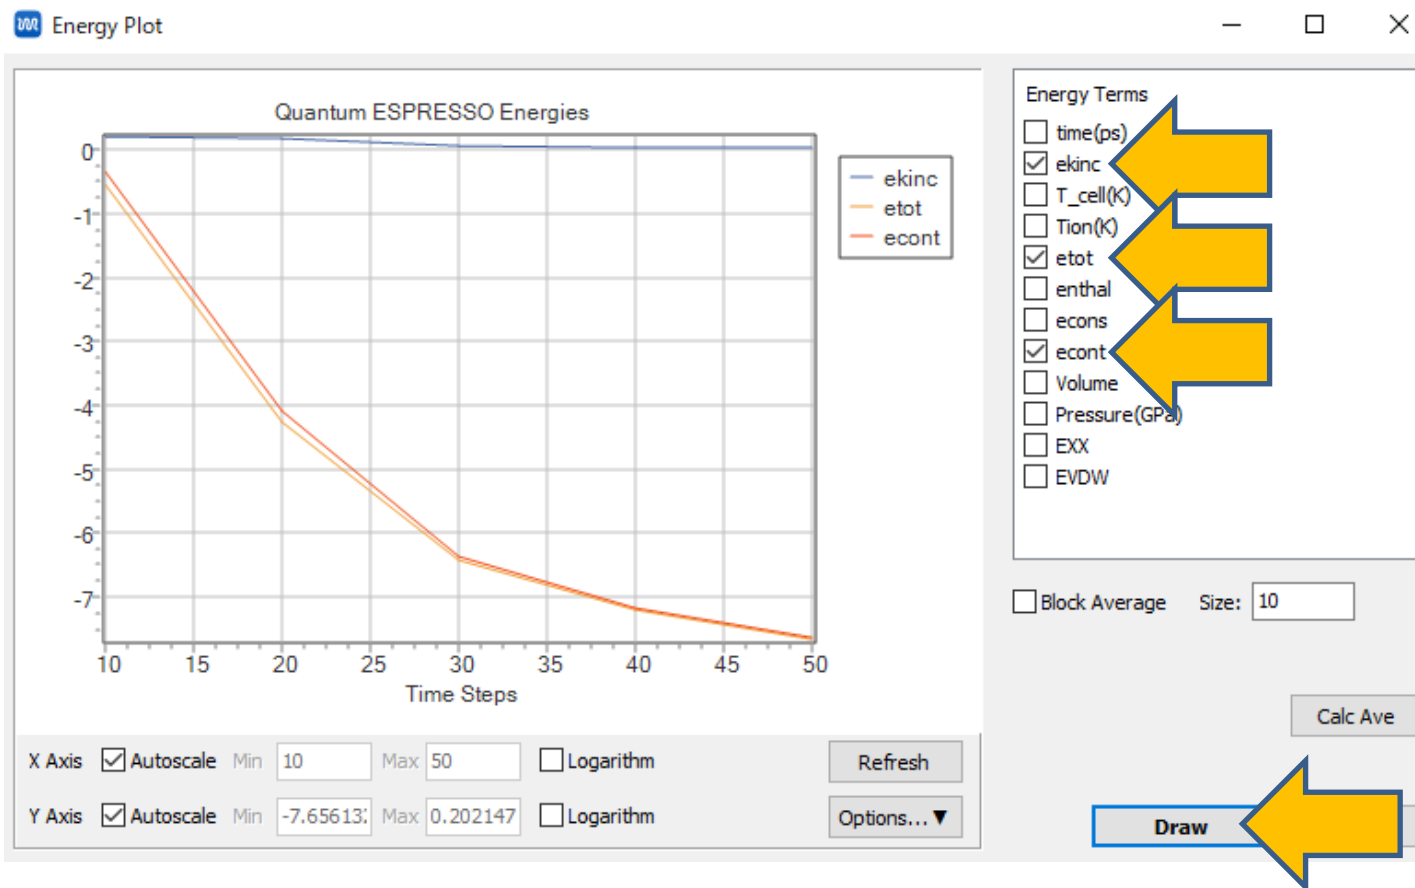 Energy Plot
Quantum ESPRESSO Energies
0
-1
-2
-3
-4
-5
-6
-7
10 15 20 25 30 35 40 45 50
Time Steps
ekinc
etot
econt
X Axis Autoscale Min 10 Max 50 Logarithm Refresh
Y Axis Autoscale Min -7.65613 Max 0.202147 Logarithm Options...▼
Energy Terms
time(ps)
ekinc
T_cell(K)
Tion(K)
etot
enthal
econs
econt
Volume
Pressure(GPa)
EXX
EVDW
Block Average Size: 10
Calc Ave
Draw